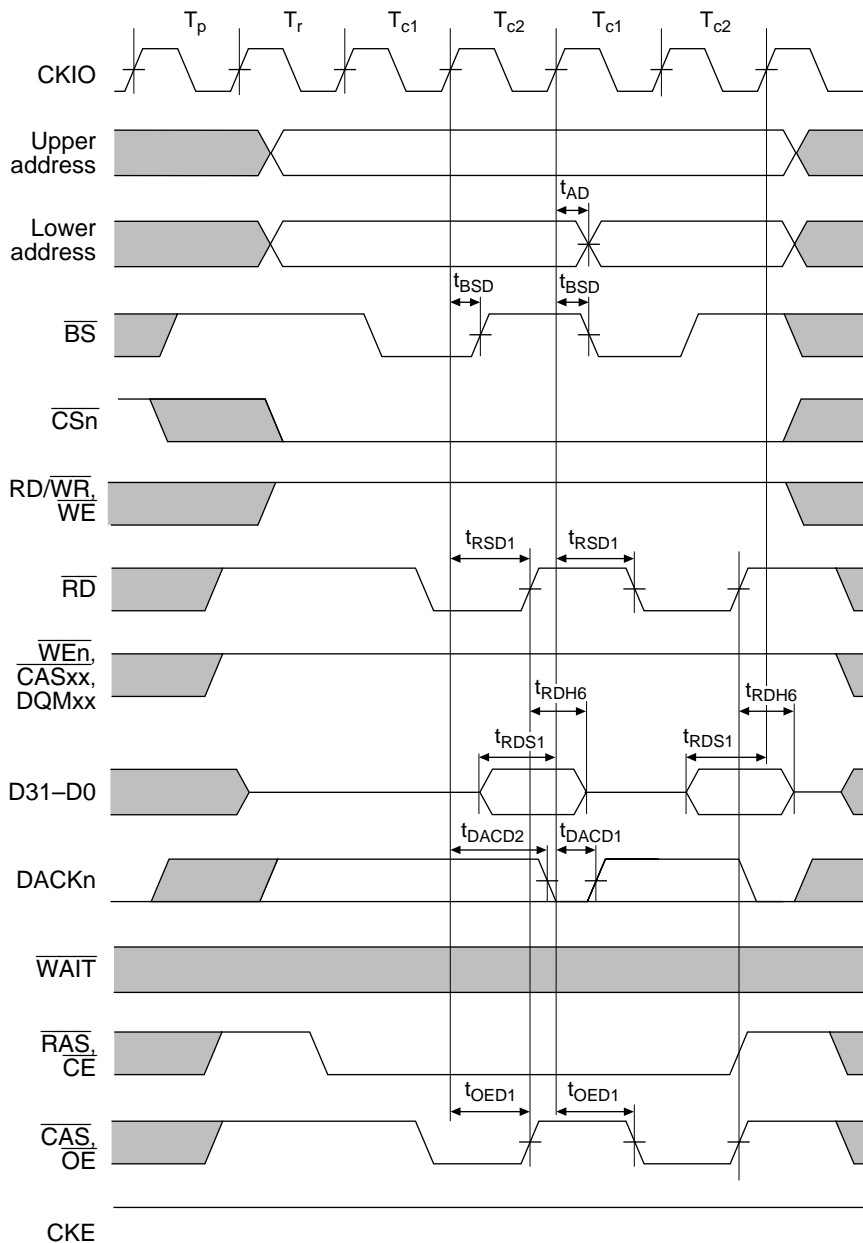 Tp Tr Tc1 Tc2 Tc1 Tc2
CKIO
Upper
address
tAD
Lower
address
tBSD tBSD
BS
CSn
RD/WR,
WE
tRSD1 tRSD1
RD
WEn,
CASxx,
DQMxx
tRDH6 tRDH6
tRDS1 tRDS1
D31–D0
tDACD2 tDACD1
DACKn
WAIT
RAS,
CE
tOED1 tOED1
CAS,
OE
CKE